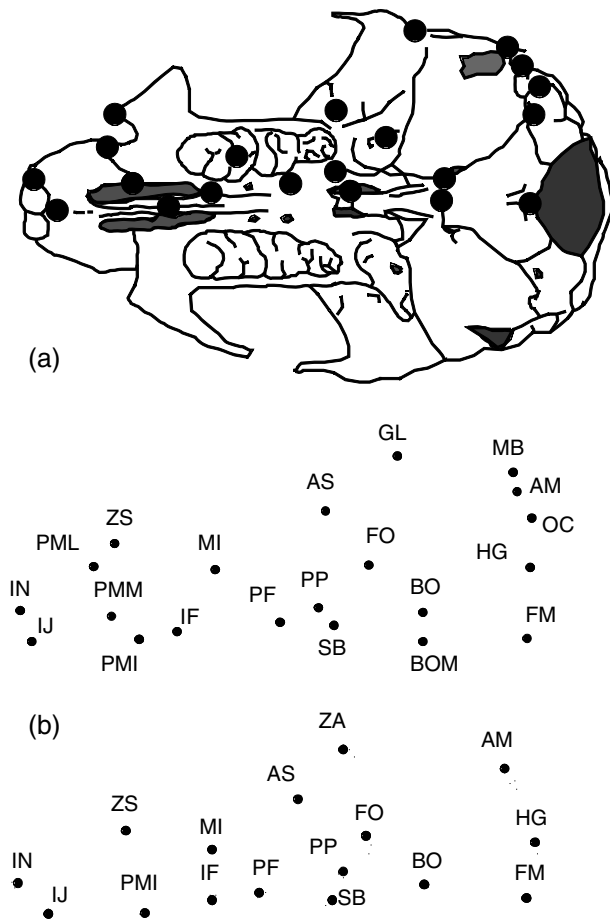 (a)
GL
MB
AS
AM
ZS
OC
PML
MI
FO
HG
IN
PMM
PF
PP
BO
IJ
IF
FM
SB
PMI
BOM
(b)
ZA
AM
AS
ZS
MI
FO
HG
IN
IF
PF
PP
BO
IJ
PMI
SB
FM